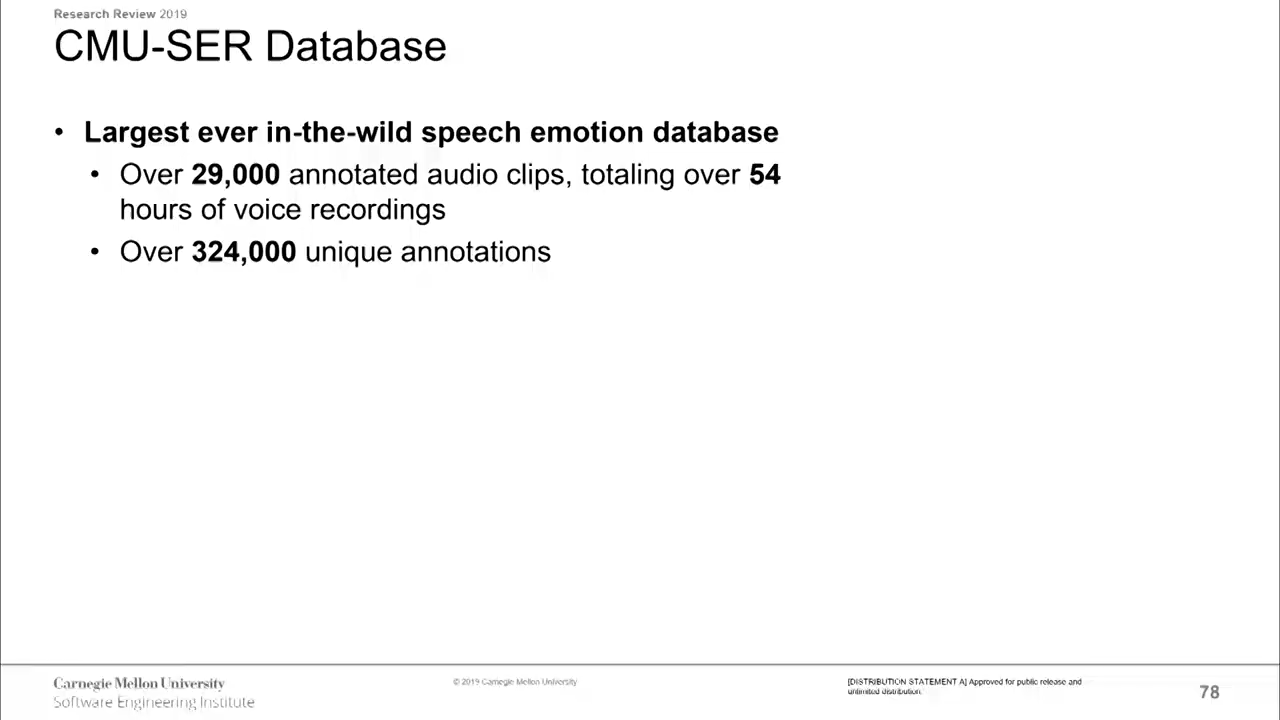 Research Review 2019
CMU-SER Database
• Largest ever in-the-wild speech emotion database
• Over 29,000 annotated audio clips, totaling over 54
hours of voice recordings
• Over 324,000 unique annotations
Carnegie Mellon University
Software Engineering Institute
© 2019 Carnegie Mellon University
[DISTRIBUTION STATEMENT A] Approved for public release and
unlimited distribution.
78